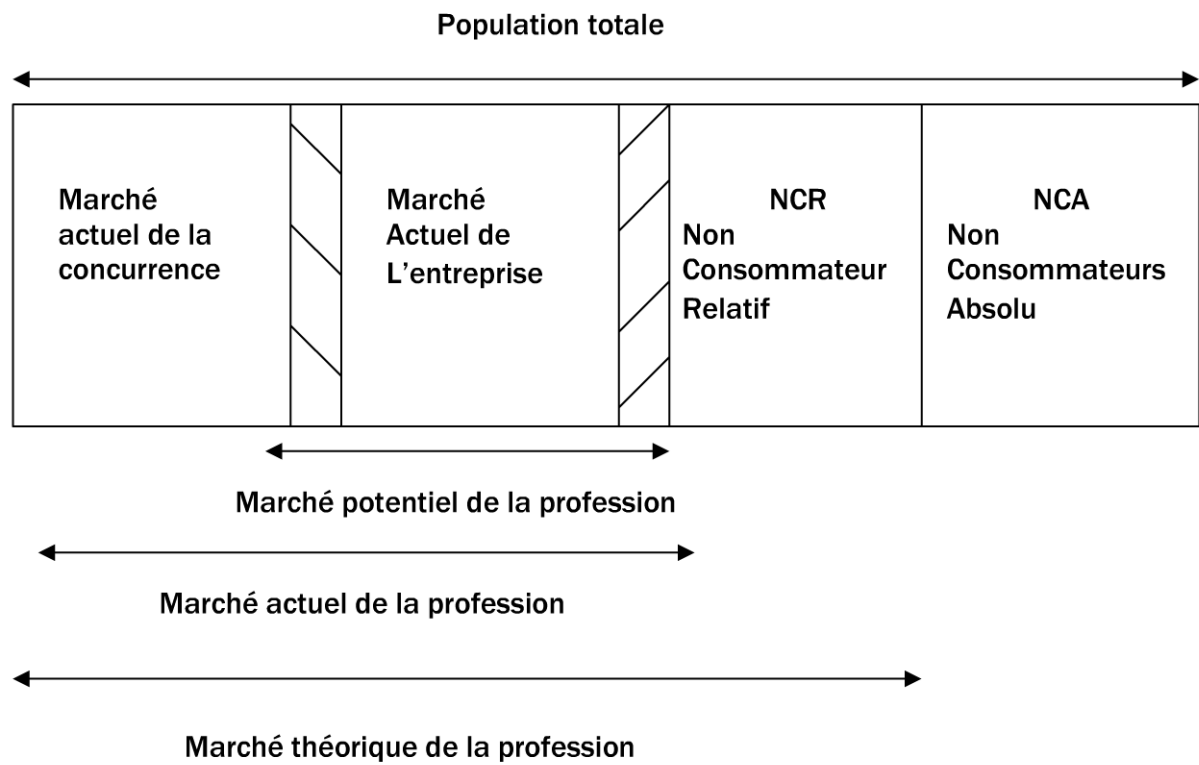 Population totale
Marché
actuel de la
concurrence
Marché
Actuel de
L'entreprise
NCR
Non
Consommateur
Relatif
NCA
Non
Consommateurs
Absolu
Marché potentiel de la profession
Marché actuel de la profession
Marché théorique de la profession